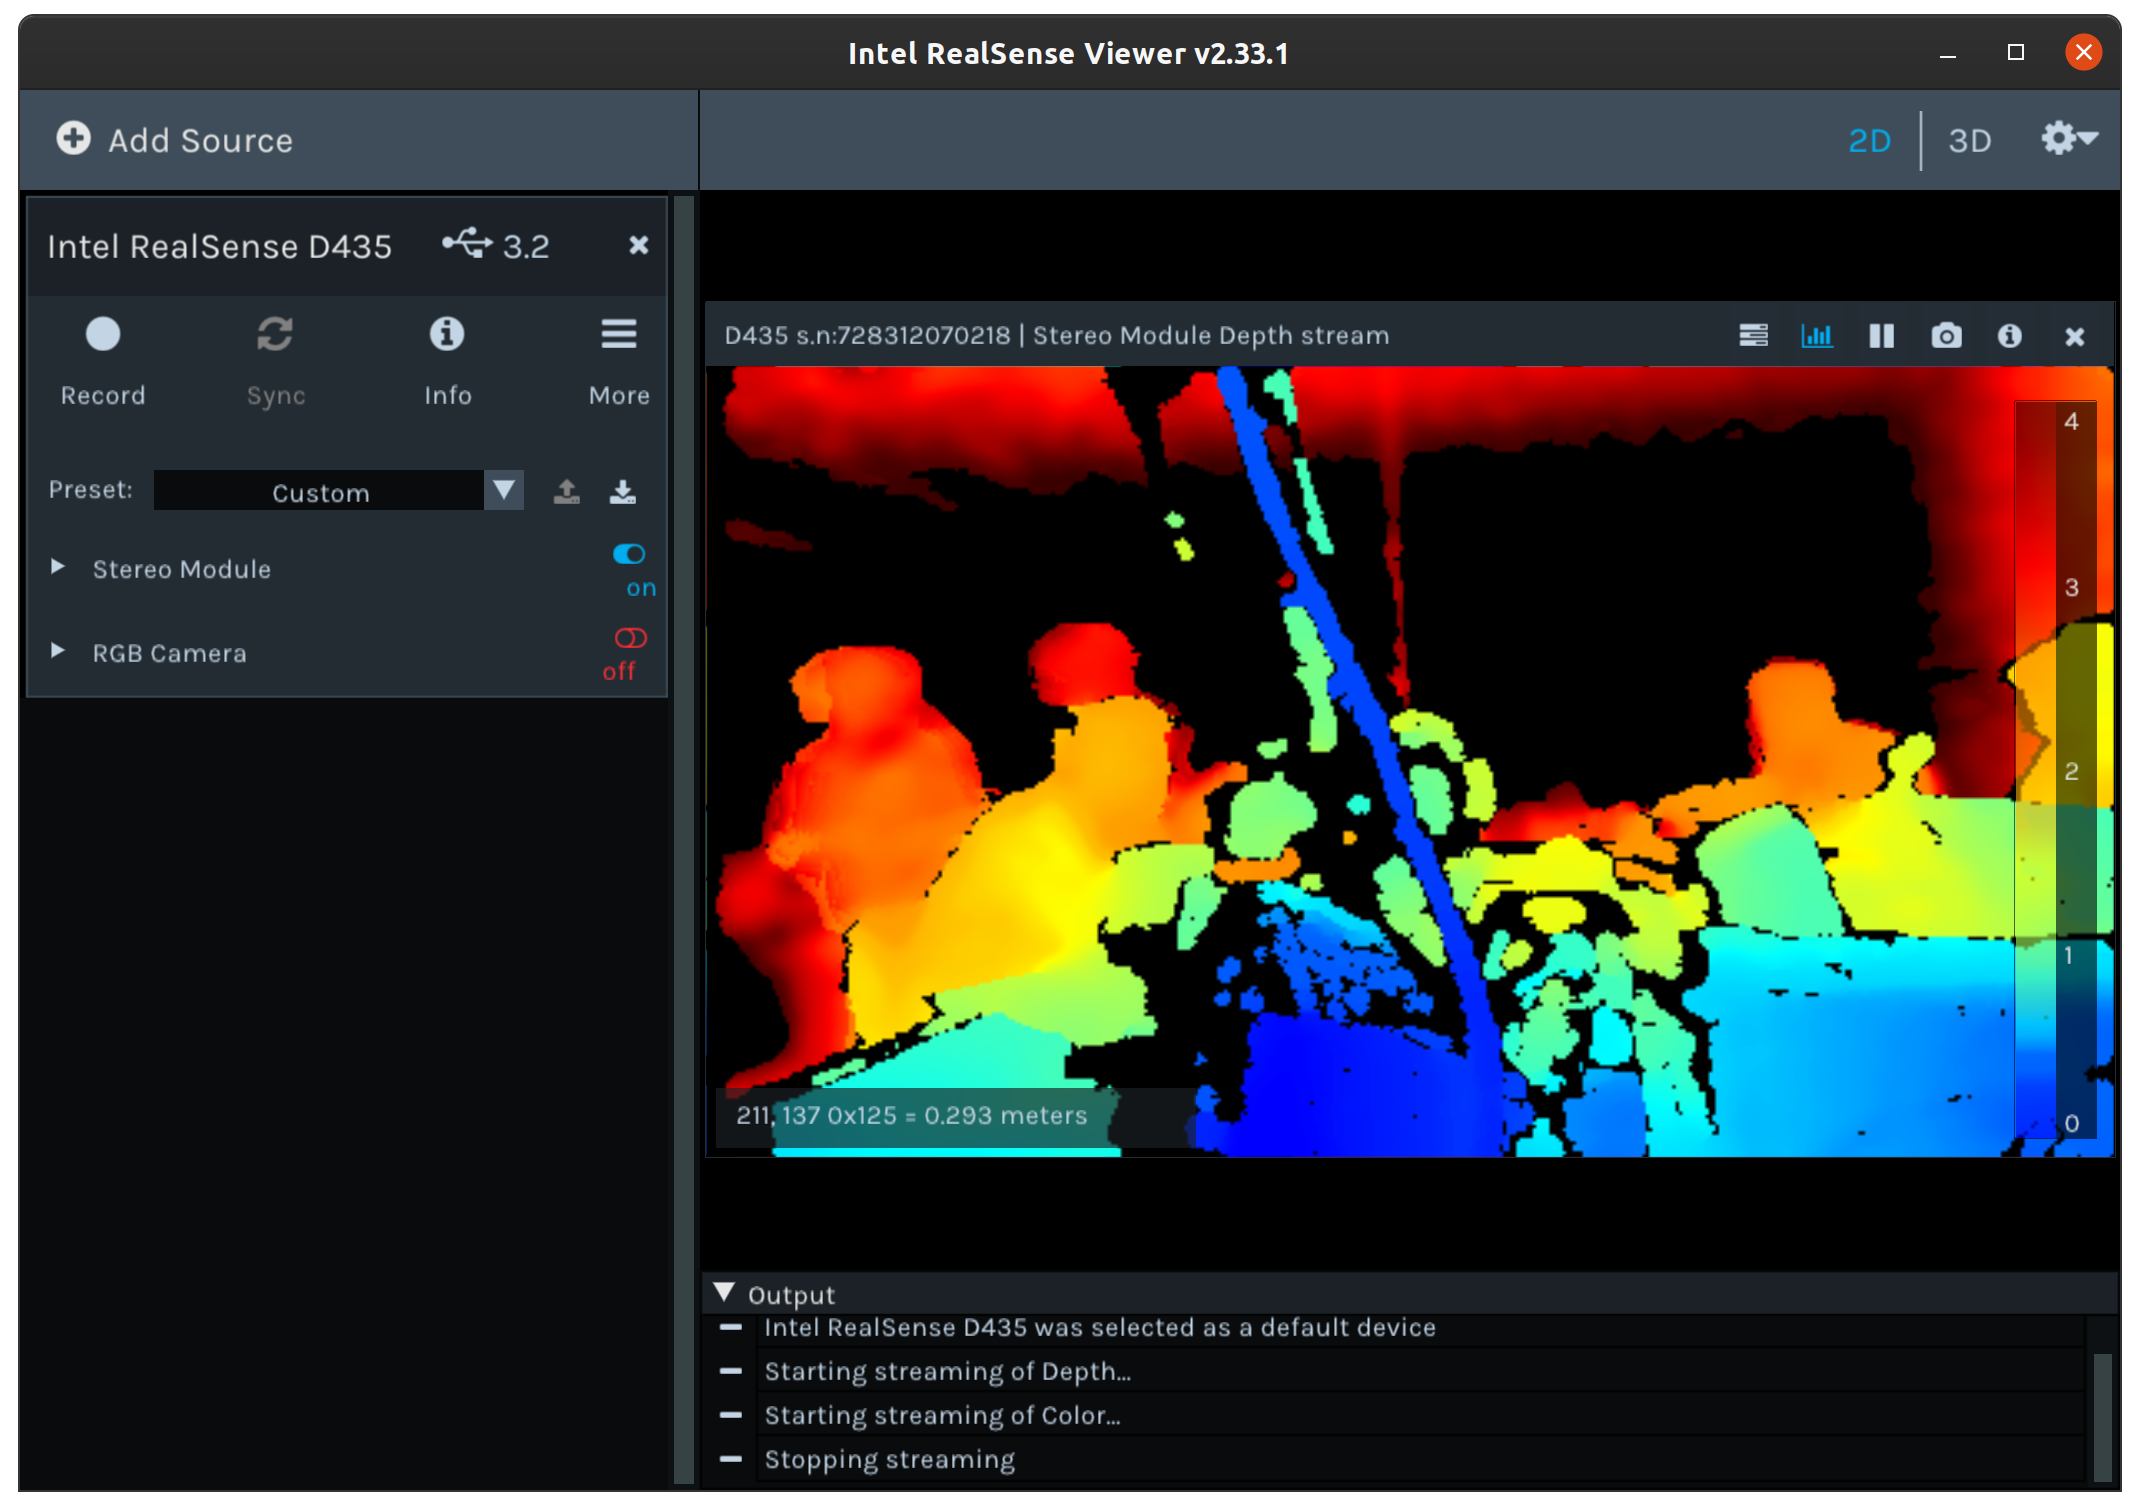 Intel RealSense Viewer v2.33.1
Add Source
2D | 3D
Intel RealSense D435 3.2
Record Sync Info More
Preset: Custom
Stereo Module on
RGB Camera off
D435 s.n:728312070218 | Stereo Module Depth stream
4
3
2
1
0
211, 137 0x125 = 0.293 meters
Output
Intel RealSense D435 was selected as a default device
Starting streaming of Depth...
Starting streaming of Color...
Stopping streaming